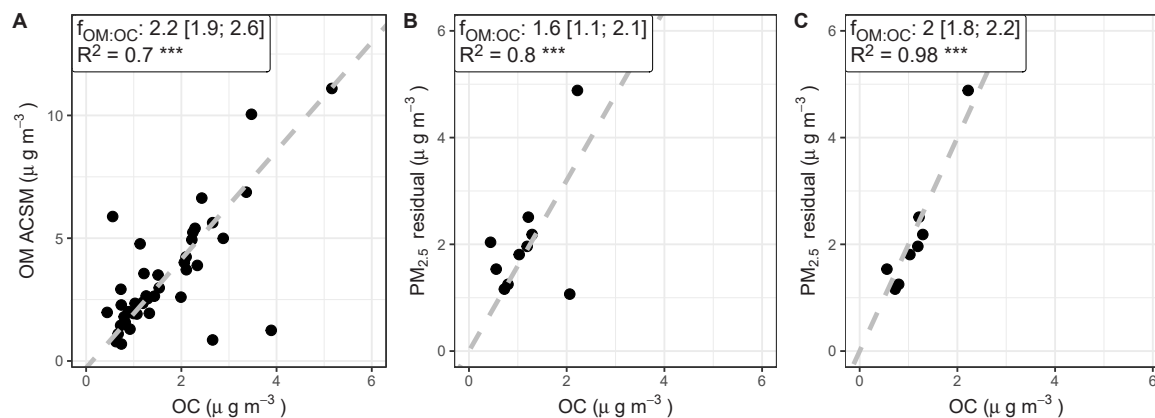 A
f_OM:OC: 2.2 [1.9; 2.6]
R² = 0.7 ***
OM ACSM (μ g m⁻³)
10
5
0
0 2 4 6
OC (μ g m⁻³)
B
f_OM:OC: 1.6 [1.1; 2.1]
R² = 0.8 ***
PM₂.₅ residual (μ g m⁻³)
6
4
2
0
0 2 4 6
OC (μ g m⁻³)
C
f_OM:OC: 2 [1.8; 2.2]
R² = 0.98 ***
PM₂.₅ residual (μ g m⁻³)
6
4
2
0
0 2 4 6
OC (μ g m⁻³)